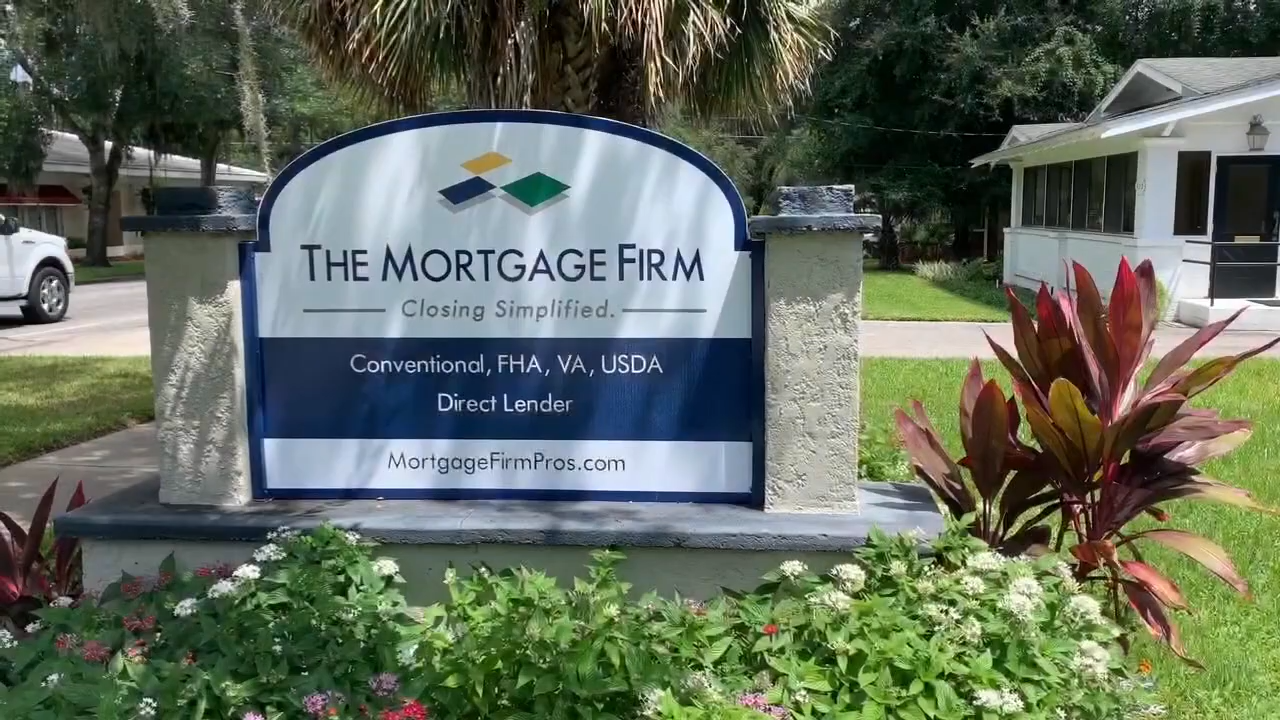 THE MORTGAGE FIRM
Closing Simplified.
Conventional, FHA, VA, USDA
Direct Lender
MortgageFirmPros.com